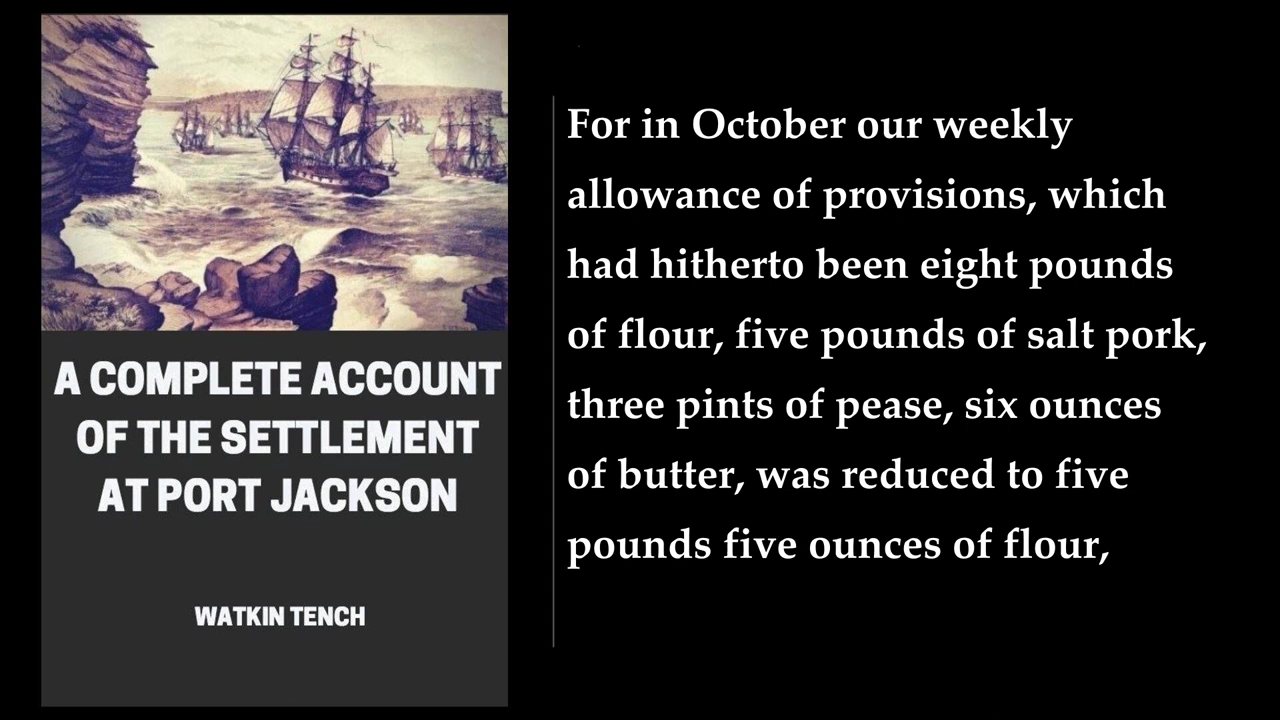 A COMPLETE ACCOUNT
OF THE SETTLEMENT
AT PORT JACKSON
WATKIN TENCH
For in October our weekly
allowance of provisions, which
had hitherto been eight pounds
of flour, five pounds of salt pork,
three pints of pease, six ounces
of butter, was reduced to five
pounds five ounces of flour,